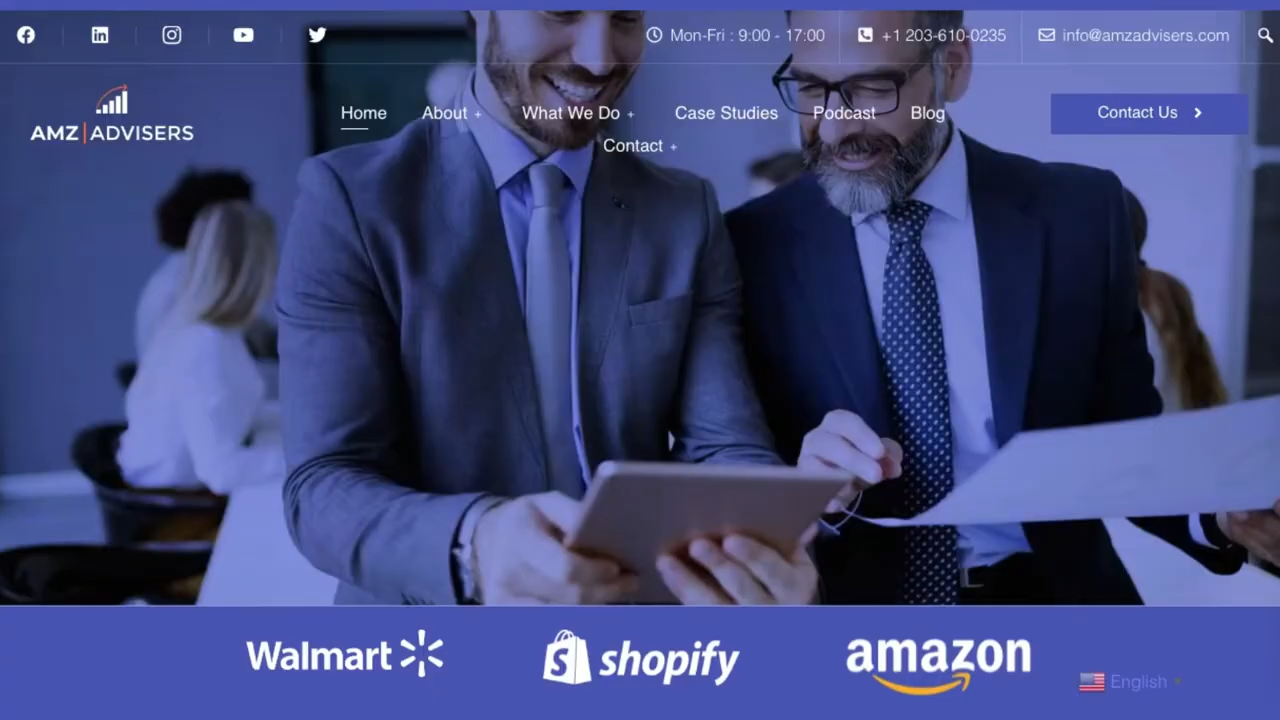 Mon-Fri : 9:00 - 17:00
+1 203-610-0235
info@amzadvisers.com
AMZ|ADVISERS
Home
About +
What We Do +
Case Studies
Podcast
Blog
Contact +
Contact Us
Walmart
shopify
amazon
English